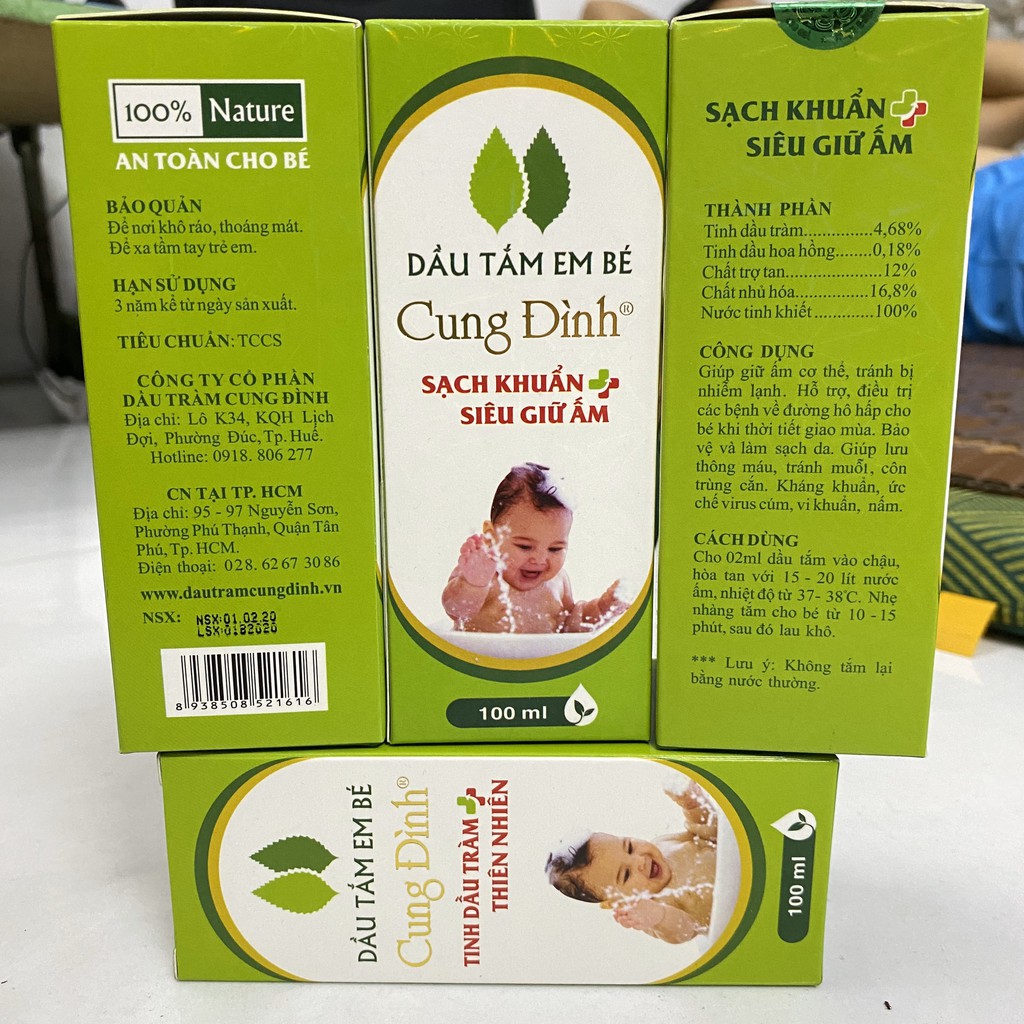 100% Nature
AN TOÀN CHO BÉ
BẢO QUẢN
Để nơi khô ráo, thoáng mát.
Để xa tầm tay trẻ em.
HẠN SỬ DỤNG
3 năm kể từ ngày sản xuất.
TIÊU CHUẨN: TCCS
CÔNG TY CỔ PHẦN
DẦU TRÀM CUNG ĐÌNH
Địa chỉ: Lô K34, KQH Lịch
Đợi, Phường Đúc, Tp. Huế.
Hotline: 0918. 806 277
CN TẠI TP. HCM
Địa chỉ: 95 - 97 Nguyễn Sơn,
Phường Phú Thạnh, Quận Tân
Phú, Tp. HCM.
Điện thoại: 028. 6267 3086
www.dautramcungdinh.vn
NSX: NSX:01.02.20
LSX:01B2020
8 938508 521616
DẦU TẮM EM BÉ
Cung Đình®
SẠCH KHUẨN
SIÊU GIỮ ẤM
100 ml
SẠCH KHUẨN
SIÊU GIỮ ẤM
THÀNH PHẦN
Tinh dầu tràm...............4,68%
Tinh dầu hoa hồng........0,18%
Chất trợ tan.....................12%
Chất nhũ hóa................16,8%
Nước tinh khiết.............100%
CÔNG DỤNG
Giúp giữ ấm cơ thể, tránh bị
nhiễm lạnh. Hỗ trợ, điều trị
các bệnh về đường hô hấp cho
bé khi thời tiết giao mùa. Bảo
vệ và làm sạch da. Giúp lưu
thông máu, tránh muỗi, côn
trùng cắn. Kháng khuẩn, ức
chế virus cúm, vi khuẩn, nấm.
CÁCH DÙNG
Cho 02ml dầu tắm vào chậu,
hòa tan với 15 - 20 lít nước
ấm, nhiệt độ từ 37- 38℃. Nhẹ
nhàng tắm cho bé từ 10 - 15
phút, sau đó lau khô.
*** Lưu ý: Không tắm lại
bằng nước thường.
DẦU TẮM EM BÉ
Cung Đình®
TINH DẦU TRÀM
THIÊN NHIÊN
100 ml